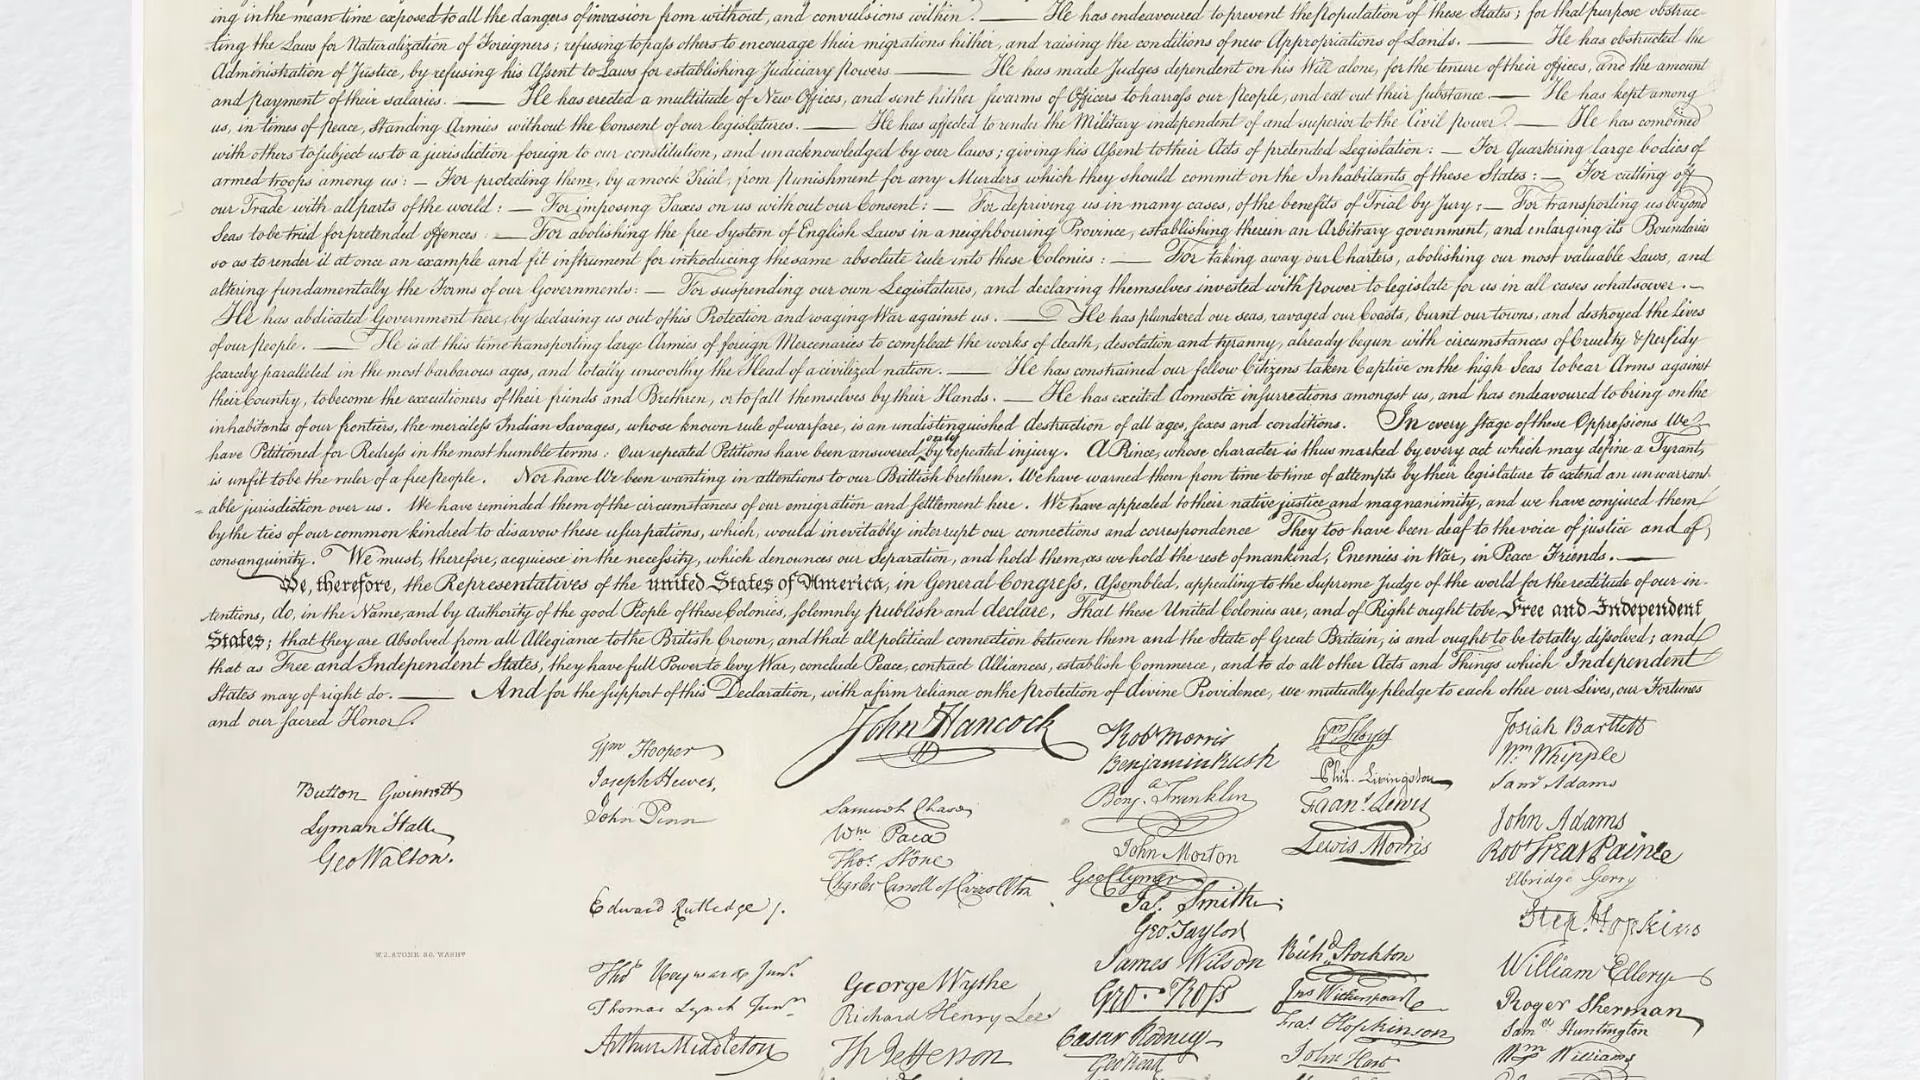 ing in the mean time exposed to all the dangers of invasion from without, and convulsions within. — He has endeavoured to prevent the population of these States; for that purpose obstruc-
ting the Laws for Naturalization of Foreigners; refusing to pass others to encourage their migrations hither, and raising the conditions of new Appropriations of Lands. — He has obstructed the
Administration of Justice, by refusing his Assent to Laws for establishing Judiciary powers — He has made Judges dependent on his Will alone, for the tenure of their offices, and the amount
and payment of their salaries. — He has erected a multitude of New Offices, and sent hither swarms of Officers to harrass our people, and eat out their substance. — He has kept among
us, in times of peace, Standing Armies without the Consent of our legislatures. — He has affected to render the Military independent of and superior to the Civil power. — He has combined
with others to subject us to a jurisdiction foreign to our constitution, and unacknowledged by our laws; giving his Assent to their Acts of pretended Legislation: — For Quartering large bodies of
armed troops among us: — For protecting them, by a mock Trial, from punishment for any Murders which they should commit on the Inhabitants of these States: — For cutting off
our Trade with all parts of the world: — For imposing Taxes on us without our Consent: — For depriving us in many cases, of the benefits of Trial by Jury: — For transporting us beyond
Seas to be tried for pretended offences: — For abolishing the free System of English Laws in a neighbouring Province, establishing therein an Arbitrary government, and enlarging its Boundaries
so as to render it at once an example and fit instrument for introducing the same absolute rule into these Colonies: — For taking away our Charters, abolishing our most valuable Laws, and
altering fundamentally the Forms of our Governments: — For suspending our own Legislatures, and declaring themselves invested with power to legislate for us in all cases whatsoever. —
He has abdicated Government here, by declaring us out of his Protection and waging War against us. — He has plundered our seas, ravaged our Coasts, burnt our towns, and destroyed the Lives
of our people. — He is at this time transporting large Armies of foreign Mercenaries to compleat the works of death, desolation and tyranny, already begun with circumstances of Cruelty & perfidy
scarcely paralleled in the most barbarous ages, and totally unworthy the Head of a civilized nation. — He has constrained our fellow Citizens taken Captive on the high Seas to bear Arms against
their Country, to become the executioners of their friends and Brethren, or to fall themselves by their Hands. — He has excited domestic insurrections amongst us, and has endeavoured to bring on the
inhabitants of our frontiers, the merciless Indian Savages, whose known rule of warfare, is an undistinguished destruction of all ages, sexes and conditions. In every stage of these Oppressions We
have Petitioned for Redress in the most humble terms: Our repeated Petitions have been answered only by repeated injury. A Prince, whose character is thus marked by every act which may define a Tyrant,
is unfit to be the ruler of a free people. Nor have We been wanting in attentions to our Brittish brethren. We have warned them from time to time of attempts by their legislature to extend an unwarrant-
able jurisdiction over us. We have reminded them of the circumstances of our emigration and settlement here. We have appealed to their native justice and magnanimity, and we have conjured them
by the ties of our common kindred to disavow these usurpations, which, would inevitably interrupt our connections and correspondence They too have been deaf to the voice of justice and of
consanguinity. We must, therefore, acquiesce in the necessity, which denounces our Separation, and hold them, as we hold the rest of mankind, Enemies in War, in Peace Friends. —
We, therefore, the Representatives of the united States of America, in General Congress, Assembled, appealing to the Supreme Judge of the world for the rectitude of our in-
tentions, do, in the Name, and by Authority of the good People of these Colonies, solemnly publish and declare, That these United Colonies are, and of Right ought to be Free and Independent
States; that they are Absolved from all Allegiance to the British Crown, and that all political connection between them and the State of Great Britain, is and ought to be totally dissolved; and
that as Free and Independent States, they have full Power to levy War, conclude Peace, contract Alliances, establish Commerce, and to do all other Acts and Things which Independent
States may of right do. — And for the support of this Declaration, with a firm reliance on the protection of divine Providence, we mutually pledge to each other our Lives, our Fortunes
and our sacred Honor.
Button Gwinnett
Lyman Hall
Geo Walton.
W. J. STONE SC. WASHn
Wm Hooper
Joseph Hewes,
John Penn
Edward Rutledge /.
Thos Heyward Junr.
Thomas Lynch Junr.
Arthur Middleton
John Hancock
Samuel Chase
Wm Paca
Thos. Stone
Charles Carroll of Carrollton
George Wythe
Richard Henry Lee
Th Jefferson
Robt Morris
Benjamin Rush
Benj. Franklin
John Morton
Geo Clymer
Jas. Smith
Geo. Taylor
James Wilson
Geo. Ross
Caesar Rodney
Geo Read
Wm Floyd
Phil. Livingston
Frans. Lewis
Lewis Morris
Richd. Stockton
Jno Witherspoon
Fras. Hopkinson
John Hart
Josiah Bartlett
Wm Whipple
Saml Adams
John Adams
Robt Treat Paine
Elbridge Gerry
Step. Hopkins
William Ellery
Roger Sherman
Saml Huntington
Wm Williams